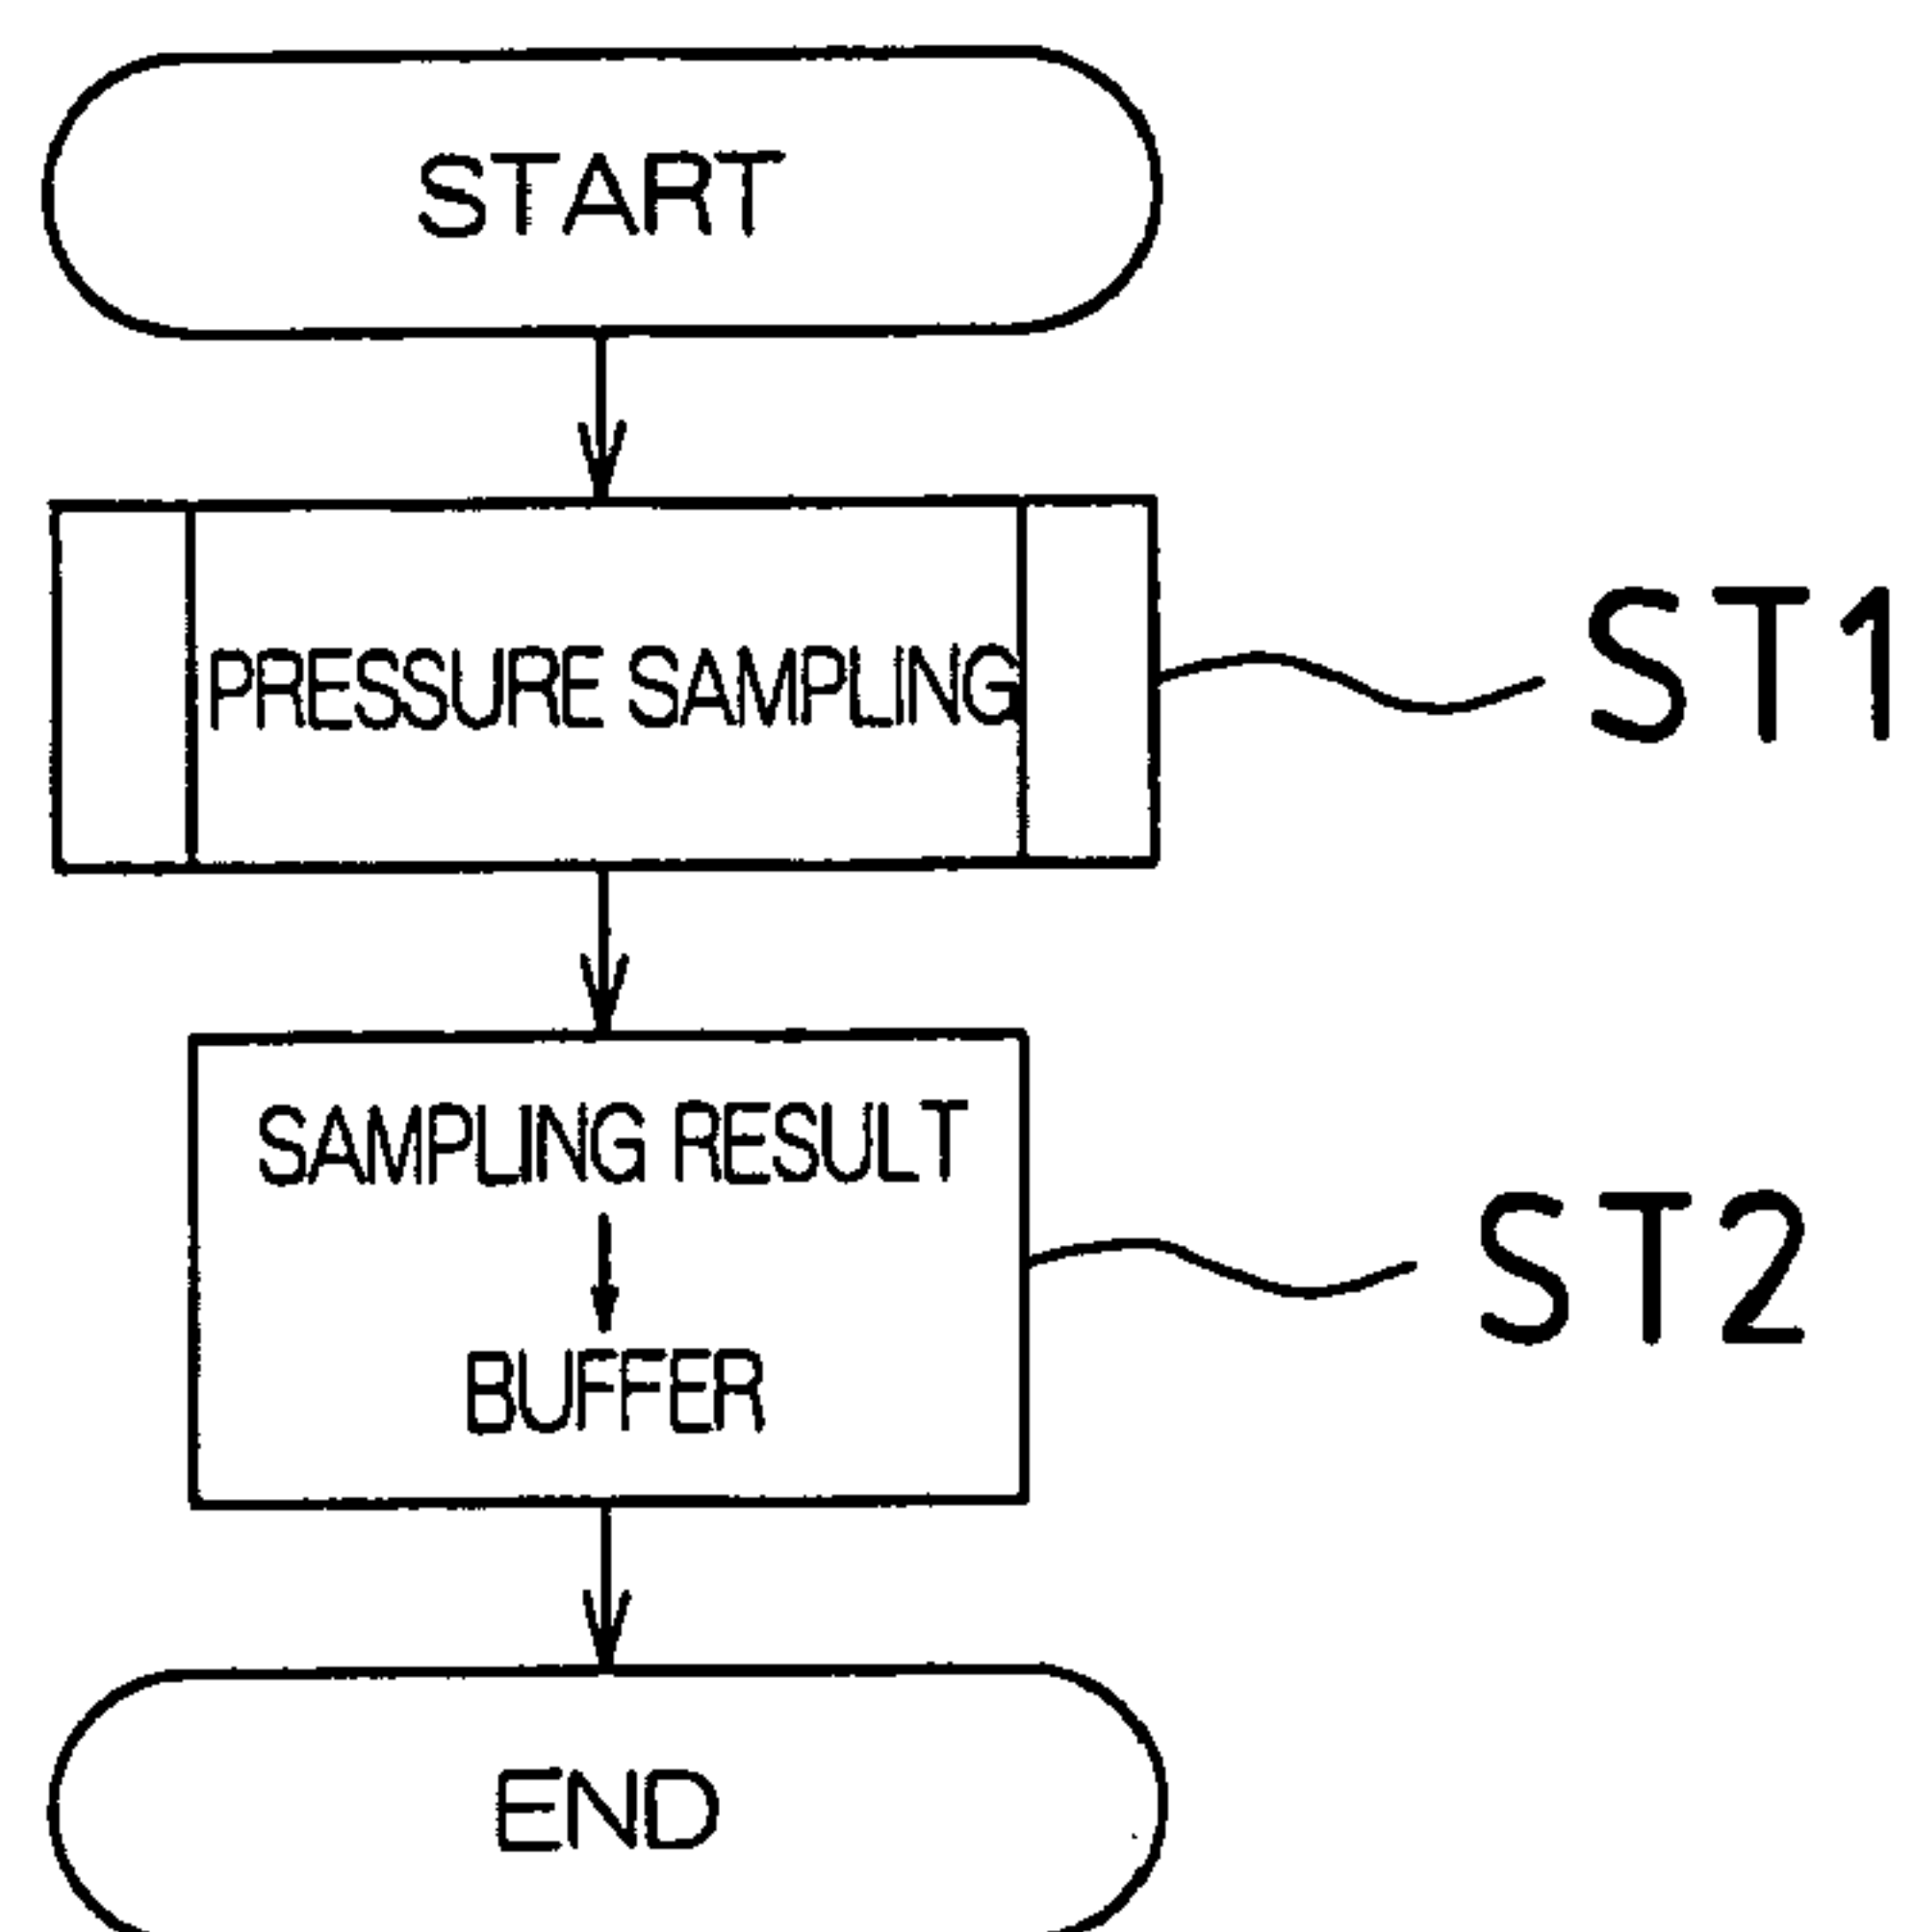 START
PRESSURE SAMPLING
ST1
SAMPLING RESULT
BUFFER
ST2
END